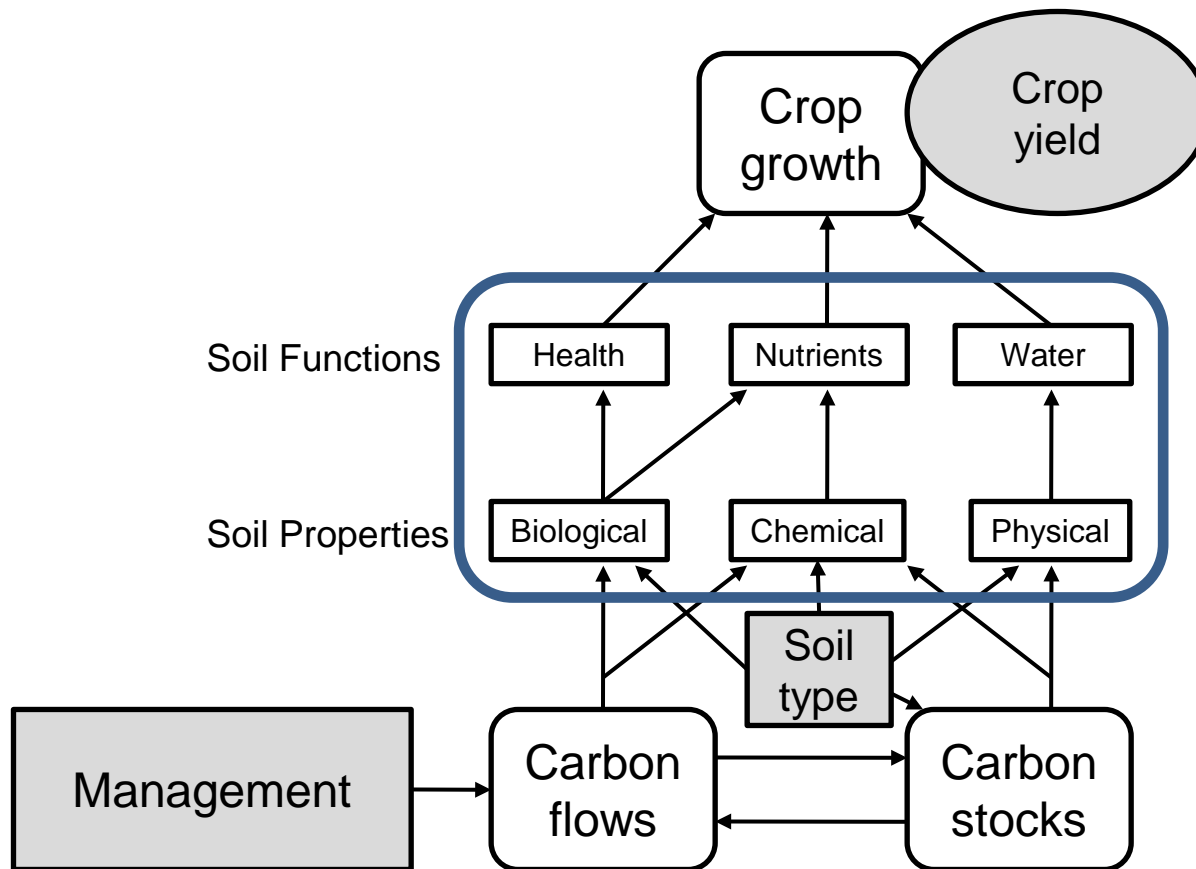 Crop
growth
Crop
yield
Soil Functions
Health
Nutrients
Water
Soil Properties
Biological
Chemical
Physical
Soil
type
Management
Carbon
flows
Carbon
stocks